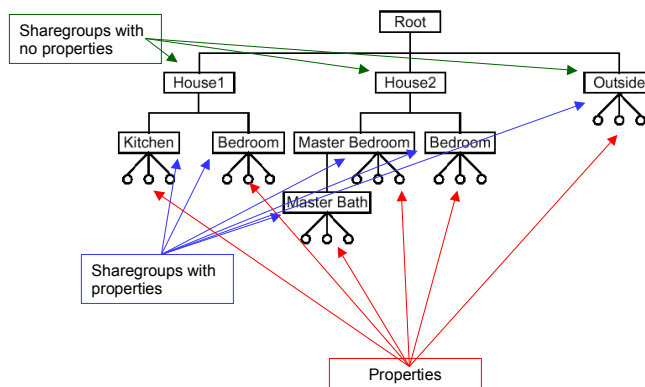 Root
Sharegroups with
no properties
House1
House2
Outside
Kitchen
Bedroom
Master Bedroom
Bedroom
Master Bath
Sharegroups with
properties
Properties